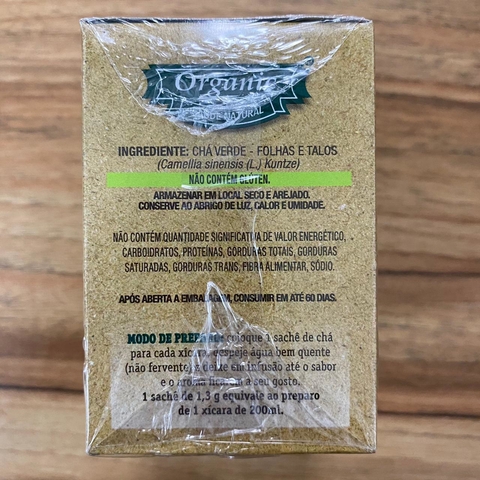 Organic
®
SAÚDE NATURAL
INGREDIENTE: CHÁ VERDE - FOLHAS E TALOS
(Camellia sinensis (L.) Kuntze)
NÃO CONTÉM GLÚTEN.
ARMAZENAR EM LOCAL SECO E AREJADO.
CONSERVE AO ABRIGO DE LUZ, CALOR E UMIDADE.
NÃO CONTÉM QUANTIDADE SIGNIFICATIVA DE VALOR ENERGÉTICO,
CARBOIDRATOS, PROTEÍNAS, GORDURAS TOTAIS, GORDURAS
SATURADAS, GORDURAS TRANS, FIBRA ALIMENTAR, SÓDIO.
APÓS ABERTA A EMBALAGEM, CONSUMIR EM ATÉ 60 DIAS.
MODO DE PREPARO: coloque 1 sachê de chá
para cada xícara, despeje água bem quente
(não fervente) e deixe em infusão até o sabor
e o aroma ficarem a seu gosto.
1 sachê de 1,3 g equivale ao preparo
de 1 xícara de 200ml.